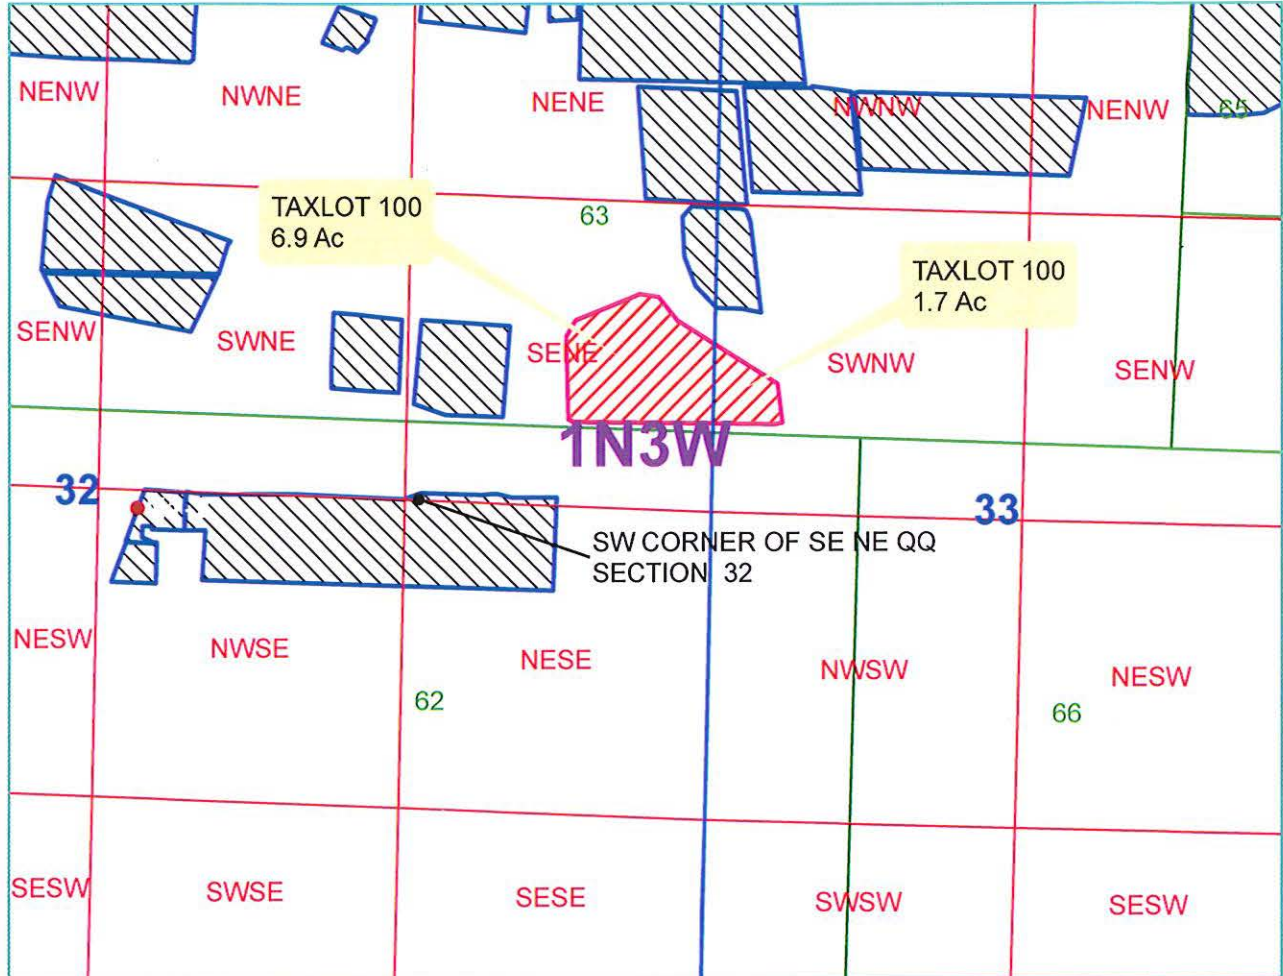 NENW
NWNE
NENE
NWNW
NENW
65
TAXLOT 100
6.9 Ac
63
TAXLOT 100
1.7 Ac
SENW
SWNE
SENE
SWNW
SENW
1N3W
32
33
SW CORNER OF SE NE QQ
SECTION 32
NESW
NWSE
NESE
NWSW
NESW
62
66
SESW
SWSE
SESE
SWSW
SESW